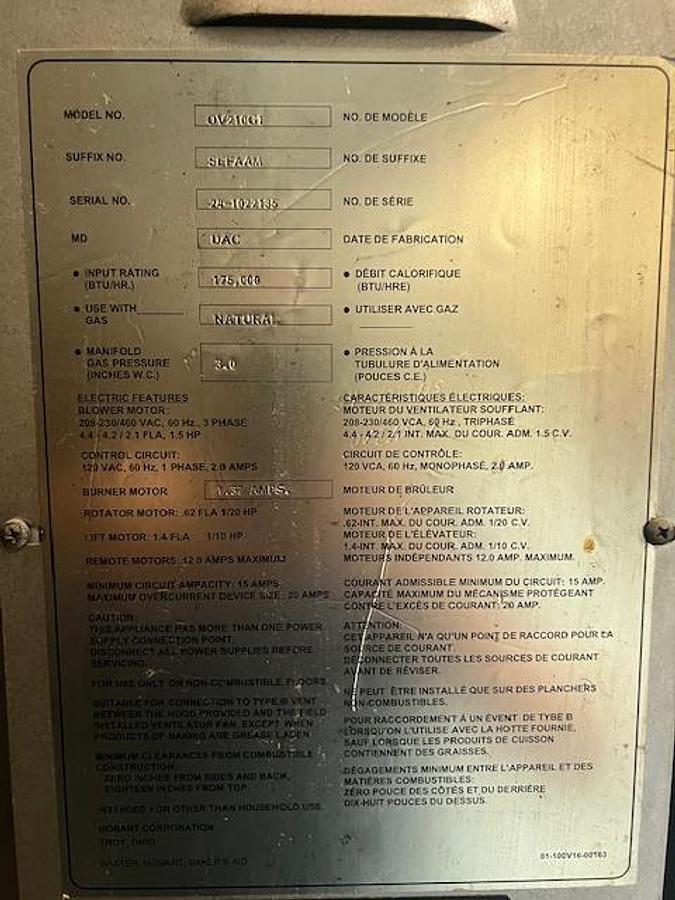 MODEL NO. OV210G1 NO. DE MODÈLE
SUFFIX NO. NO. DE SUFFIXE
SERIAL NO. 24-1022135 NO. DE SÉRIE
MD UAC DATE DE FABRICATION
• INPUT RATING 175,000 • DÉBIT CALORIFIQUE
(BTU/HR.) (BTU/HRE)
• USE WITH NATURAL • UTILISER AVEC GAZ
GAS
• MANIFOLD 3.0 • PRESSION À LA
GAS PRESSURE TUBULURE D'ALIMENTATION
(INCHES W.C.) (POUCES C.E.)
ELECTRIC FEATURES
BLOWER MOTOR:
208-230/460 VAC, 60 Hz., 3 PHASE
4.4 - 4.2 / 2.1 FLA, 1.5 HP
CONTROL CIRCUIT:
120 VAC, 60 Hz, 1 PHASE, 2.0 AMPS
BURNER MOTOR AMPS. MOTEUR DE BRÛLEUR
ROTATOR MOTOR: .62 FLA 1/20 HP
LIFT MOTOR: 1.4 FLA 1/10 HP
REMOTE MOTORS: 12.0 AMPS MAXIMUM
MINIMUM CIRCUIT AMPACITY: 15 AMPS
MAXIMUM OVERCURRENT DEVICE SIZE: 20 AMPS
CAUTION:
THIS APPLIANCE HAS MORE THAN ONE POWER
SUPPLY CONNECTION POINT.
DISCONNECT ALL POWER SUPPLIES BEFORE
SERVICING.
FOR USE ONLY ON NON-COMBUSTIBLE FLOORS.
SUITABLE FOR CONNECTION TO TYPE B VENT
BETWEEN THE HOOD PROVIDED AND THE FIELD
INSTALLED VENTILATOR FAN. EXCEPT WHEN
PRODUCTS OF BAKING ARE GREASE LADEN.
MINIMUM CLEARANCES FROM COMBUSTIBLE
CONSTRUCTION:
ZERO INCHES FROM SIDES AND BACK,
EIGHTEEN INCHES FROM TOP.
INTENDED FOR OTHER THAN HOUSEHOLD USE.
HOBART CORPORATION
TROY, OHIO
BAXTER, HOBART,
CARACTÉRISTIQUES ÉLECTRIQUES:
MOTEUR DU VENTILATEUR SOUFFLANT:
208-230/460 VCA, 60 Hz , TRIPHASÉ
4.4 - 4.2 / 2.1 INT. MAX. DU COUR. ADM. 1.5 C.V.
CIRCUIT DE CONTRÔLE:
120 VCA, 60 Hz, MONOPHASÉ, 2.0 AMP.
MOTEUR DE L'APPAREIL ROTATEUR:
.62-INT. MAX. DU COUR. ADM. 1/20 C.V.
MOTEUR DE L'ÉLÉVATEUR:
1.4-INT. MAX. DU COUR. ADM. 1/10 C.V.
MOTEURS INDÉPENDANTS 12.0 AMP. MAXIMUM.
COURANT ADMISSIBLE MINIMUM DU CIRCUIT: 15 AMP.
CAPACITÉ MAXIMUM DU MÉCANISME PROTÉGEANT
CONTRE L'EXCÈS DE COURANT: 20 AMP.
ATTENTION:
CET APPAREIL N'A QU'UN POINT DE RACCORD POUR LA
SOURCE DE COURANT.
DÉCONNECTER TOUTES LES SOURCES DE COURANT
AVANT DE RÉVISER.
NE PEUT ÊTRE INSTALLÉ QUE SUR DES PLANCHERS
NON-COMBUSTIBLES.
POUR RACCORDEMENT À UN ÉVENT DE TYBE B
LORSQU'ON L'UTILISE AVEC LA HOTTE FOURNIE,
SAUF LORSQUE LES PRODUITS DE CUISSON
CONTIENNENT DES GRAISSES.
DÉGAGEMENTS MINIMUM ENTRE L'APPAREIL ET DES
MATIÈRES COMBUSTIBLES:
ZÉRO POUCE DES CÔTÉS ET DU DERRIÈRE
DIX-HUIT POUCES DU DESSUS.
01-100V16-00163